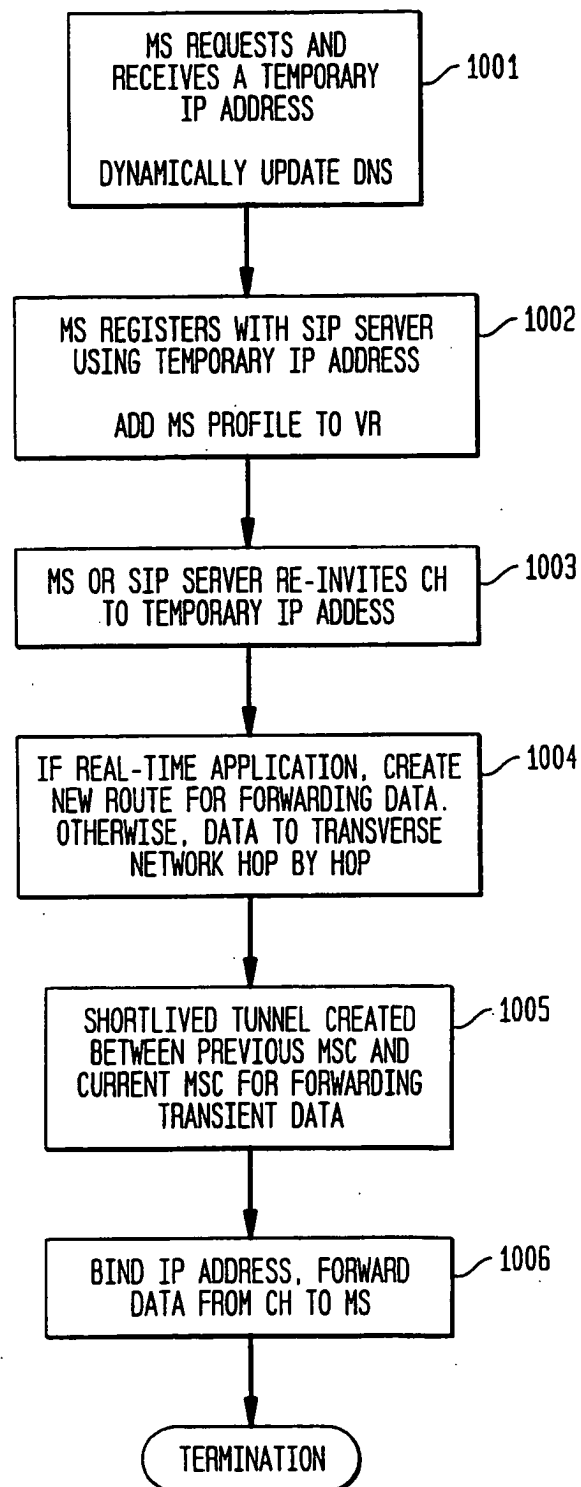 MS REQUESTS AND
RECEIVES A TEMPORARY
IP ADDRESS
DYNAMICALLY UPDATE DNS
1001
MS REGISTERS WITH SIP SERVER
USING TEMPORARY IP ADDRESS
ADD MS PROFILE TO VR
1002
MS OR SIP SERVER RE-INVITES CH
TO TEMPORARY IP ADDESS
1003
IF REAL-TIME APPLICATION, CREATE
NEW ROUTE FOR FORWARDING DATA.
OTHERWISE, DATA TO TRANSVERSE
NETWORK HOP BY HOP
1004
SHORTLIVED TUNNEL CREATED
BETWEEN PREVIOUS MSC AND
CURRENT MSC FOR FORWARDING
TRANSIENT DATA
1005
BIND IP ADDRESS, FORWARD
DATA FROM CH TO MS
1006
TERMINATION